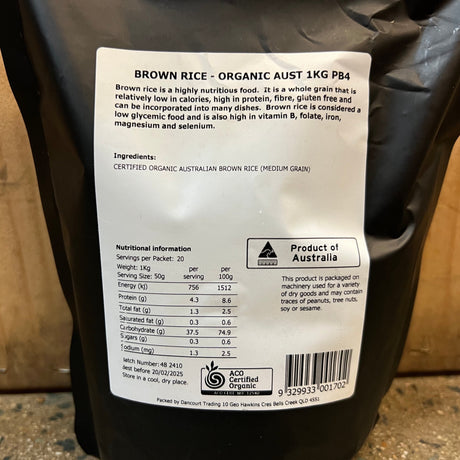 BROWN RICE - ORGANIC AUST 1KG PB4
Brown rice is a highly nutritious food. It is a whole grain that is
relatively low in calories, high in protein, fibre, gluten free and
can be incorporated into many dishes. Brown rice is considered a
low glycemic food and is also high in vitamin B, folate, iron,
magnesium and selenium.
Ingredients:
CERTIFIED ORGANIC AUSTRALIAN BROWN RICE (MEDIUM GRAIN)
Nutritional information
Servings per Packet: 20
Weight: 1Kg per per
Serving Size: 50g serving 100g
Energy (kj) 756 1512
Protein (g) 4.3 8.6
Total fat (g) 1.3 2.5
Saturated fat (g) 0.3 0.6
Carbohydrate (g) 37.5 74.9
Sugars (g) 0.3 0.6
Sodium (mg) 1.3 2.5
Batch Number: 48 2410
Best before 20/02/2025
Store in a cool, dry place.
Product of
Australia
This product is packaged on
machinery used for a variety
of dry goods and may contain
traces of peanuts, tree nuts,
soy or sesame.
ACO
Certified
Organic
9 329933 001702
Packed by Dancourt Trading 10 Geo Hawkins Cres Bells Creek QLD 4551